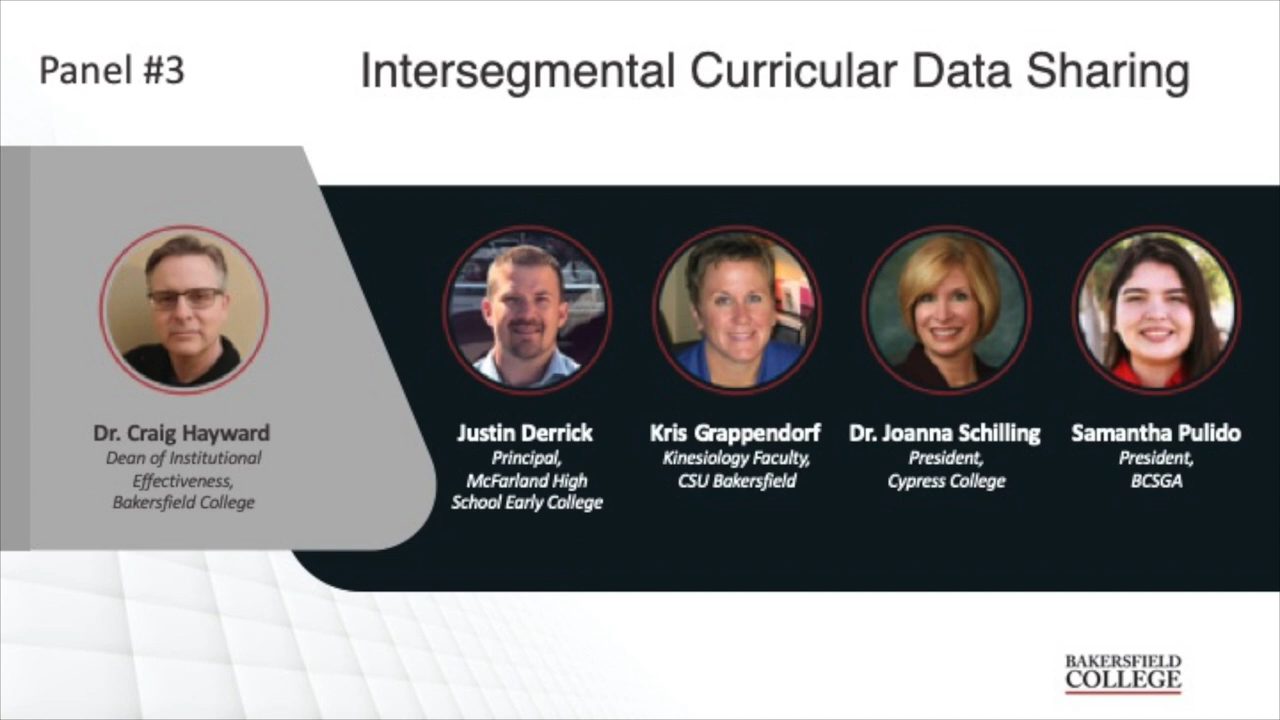 Panel #3
Intersegmental Curricular Data Sharing
Dr. Craig Hayward
Dean of Institutional
Effectiveness,
Bakersfield College
Justin Derrick
Principal,
McFarland High
School Early College
Kris Grappendorf
Kinesiology Faculty,
CSU Bakersfield
Dr. Joanna Schilling
President,
Cypress College
Samantha Pulido
President,
BCSGA
BAKERSFIELD
COLLEGE